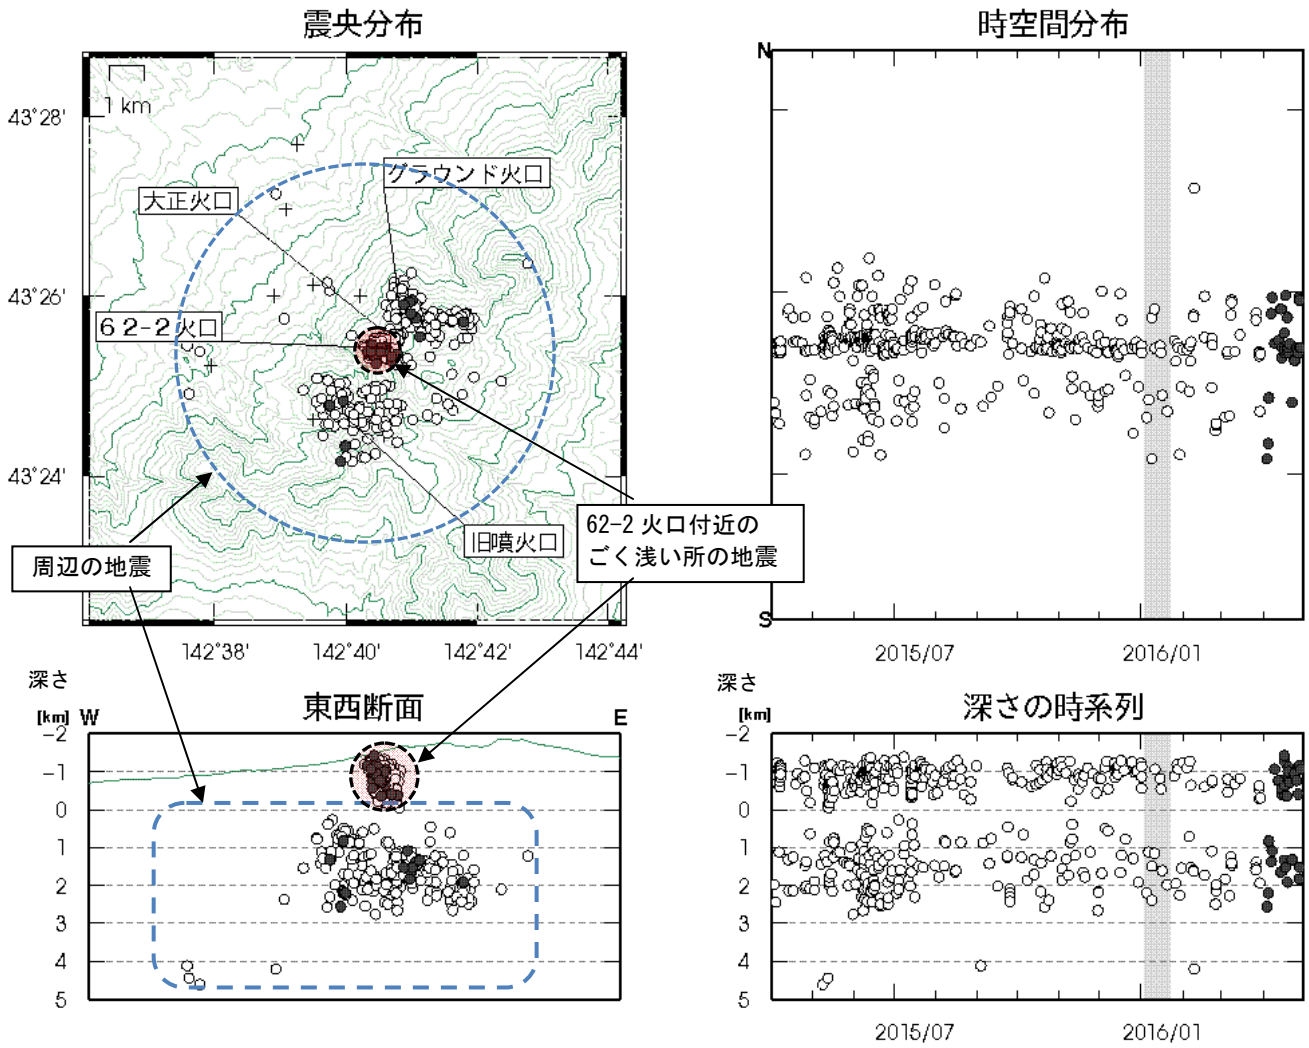 震央分布
時空間分布
1 km
43°28'
43°26'
43°24'
グラウンド火口
大正火口
62-2火口
旧噴火口
周辺の地震
62-2 火口付近の
ごく浅い所の地震
142°38'
142°40'
142°42'
142°44'
N
S
2015/07
2016/01
深さ
[km]
W
東西断面
E
-2
-1
0
1
2
3
4
5
深さ
[km]
深さの時系列
-2
-1
0
1
2
3
4
5
2015/07
2016/01